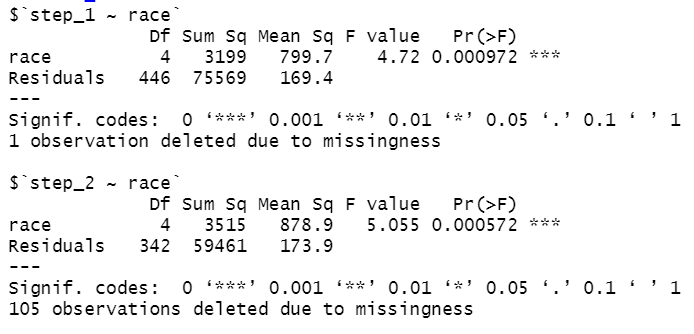 $`step_1 ~ race`
             Df Sum Sq Mean Sq F value   Pr(>F)
race          4   3199   799.7    4.72 0.000972 ***
Residuals   446  75569   169.4
---
Signif. codes:  0 ‘***’ 0.001 ‘**’ 0.01 ‘*’ 0.05 ‘.’ 0.1 ‘ ’ 1
1 observation deleted due to missingness

$`step_2 ~ race`
             Df Sum Sq Mean Sq F value   Pr(>F)
race          4   3515   878.9   5.055 0.000572 ***
Residuals   342  59461   173.9
---
Signif. codes:  0 ‘***’ 0.001 ‘**’ 0.01 ‘*’ 0.05 ‘.’ 0.1 ‘ ’ 1
105 observations deleted due to missingness